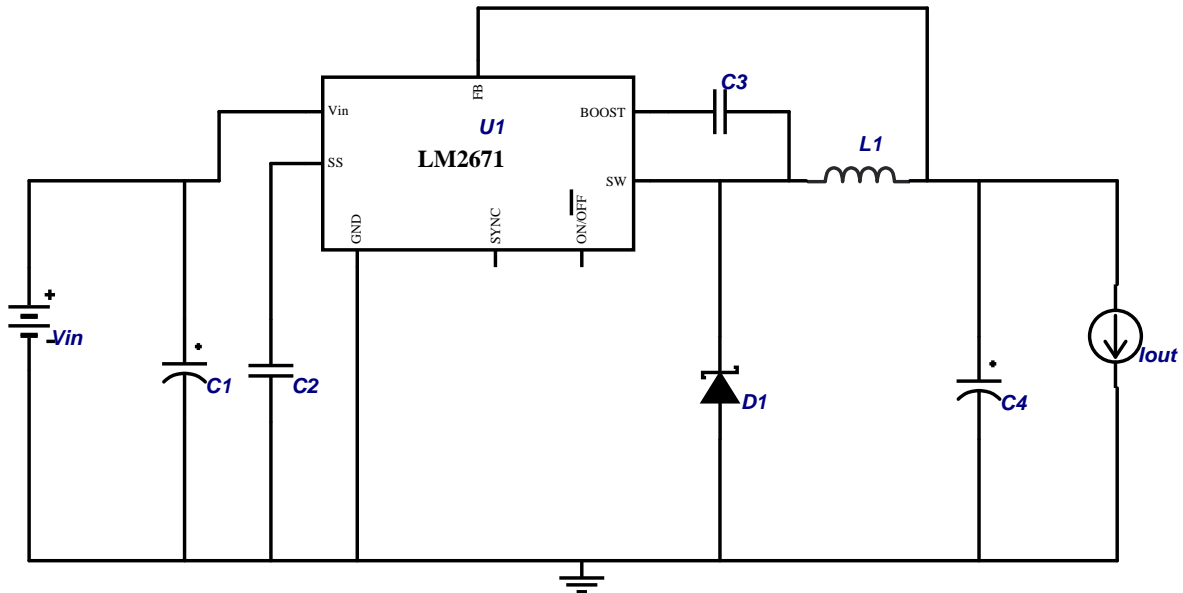 C3
FB
Vin
BOOST
U1
LM2671
L1
SS
SW
GND
SYNC
ON/OFF
+
Vin
-
+
C1
C2
D1
+
C4
Iout